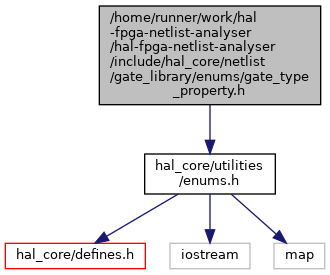 /home/runner/work/hal
-fpga-netlist-analyser
/hal-fpga-netlist-analyser
/include/hal_core/netlist
/gate_library/enums/gate_type
_property.h
hal_core/utilities
/enums.h
hal_core/defines.h
iostream
map